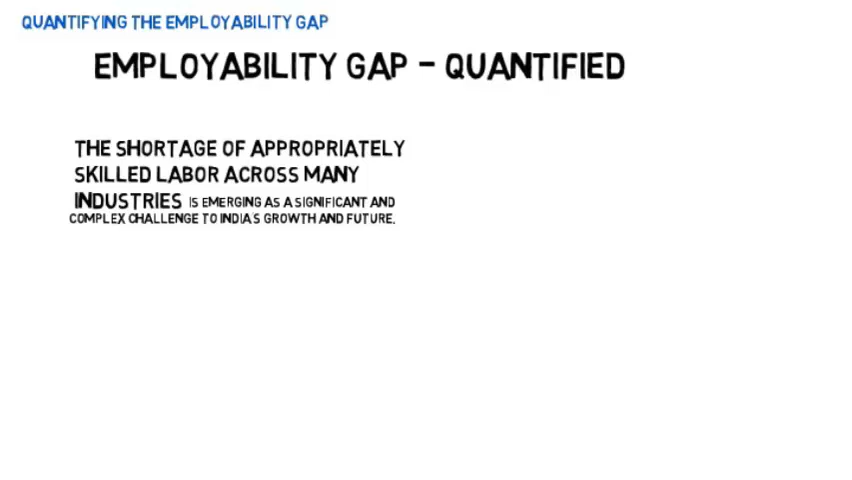 QUANTIFYING THE EMPLOYABILITY GAP
EMPLOYABILITY GAP - QUANTIFIED
THE SHORTAGE OF APPROPRIATELY
SKILLED LABOR ACROSS MANY
INDUSTRIES IS EMERGING AS A SIGNIFICANT AND
COMPLEX CHALLENGE TO INDIA'S GROWTH AND FUTURE.